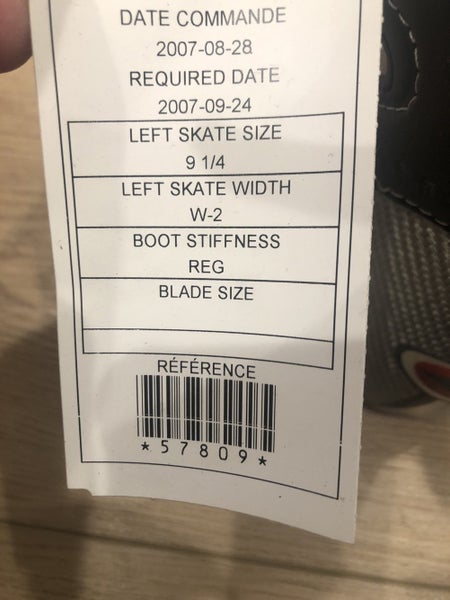 DATE COMMANDE
2007-08-28
REQUIRED DATE
2007-09-24
LEFT SKATE SIZE
9 1/4
LEFT SKATE WIDTH
W-2
BOOT STIFFNESS
REG
BLADE SIZE
RÉFÉRENCE
*57809*